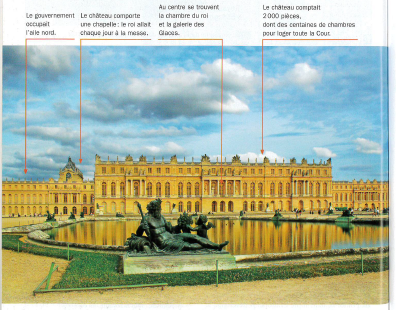 Le gouvernement
occupait
l'aile nord.
Le château comporte
une chapelle : le roi allait
chaque jour à la messe.
Au centre se trouvent
la chambre du roi
et la galerie des
Glaces.
Le château comptait
2 000 pièces,
dont des centaines de chambres
pour loger toute la Cour.